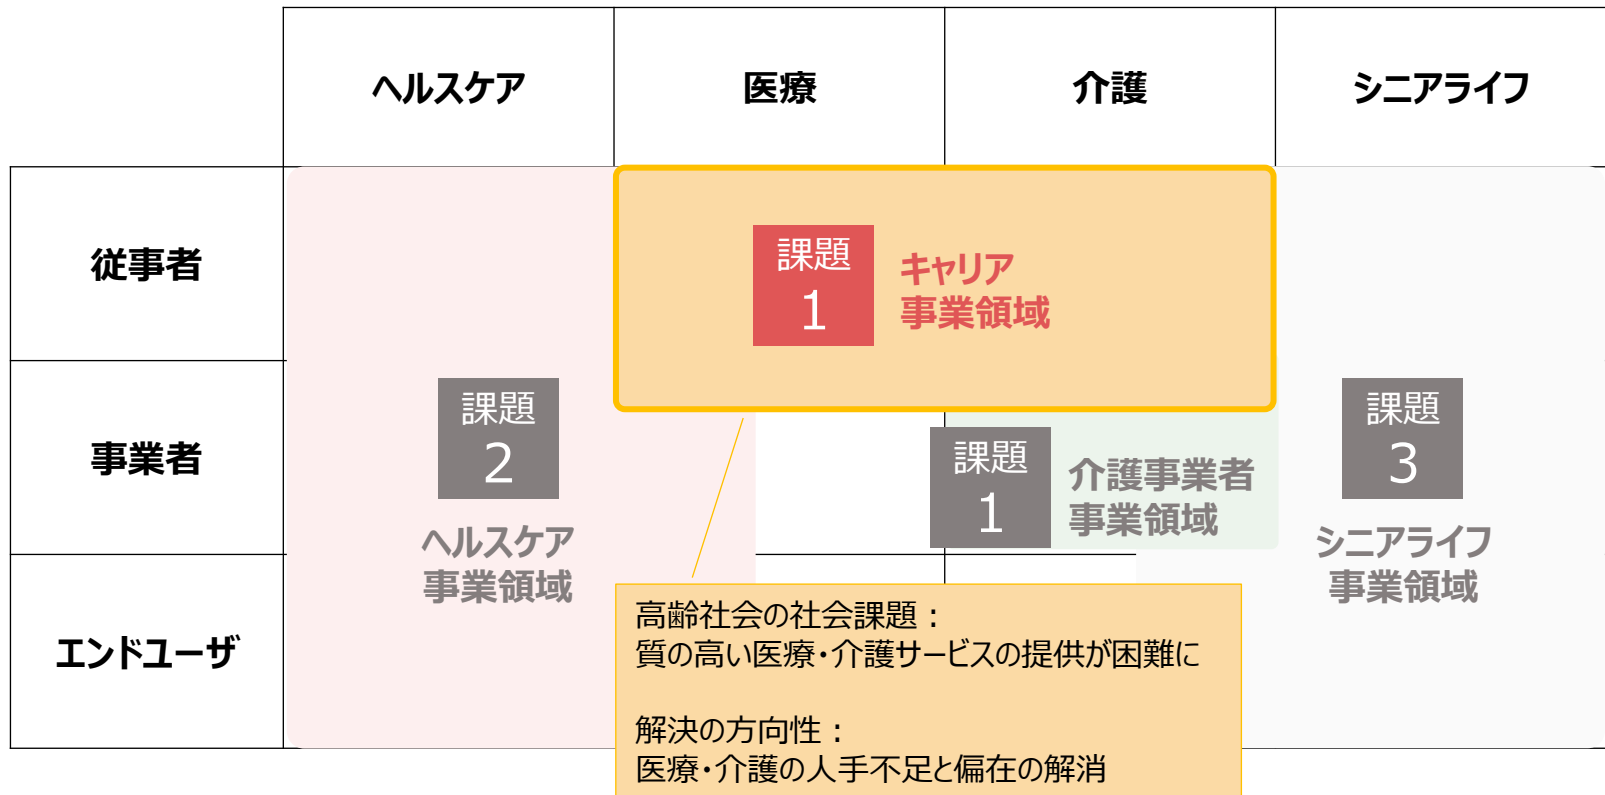 ヘルスケア
医療
介護
シニアライフ
従事者
課題
1
キャリア
事業領域
事業者
課題
2
ヘルスケア
事業領域
課題
1
介護事業者
事業領域
課題
3
シニアライフ
事業領域
エンドユーザ
高齢社会の社会課題：
質の高い医療・介護サービスの提供が困難に
解決の方向性：
医療・介護の人手不足と偏在の解消